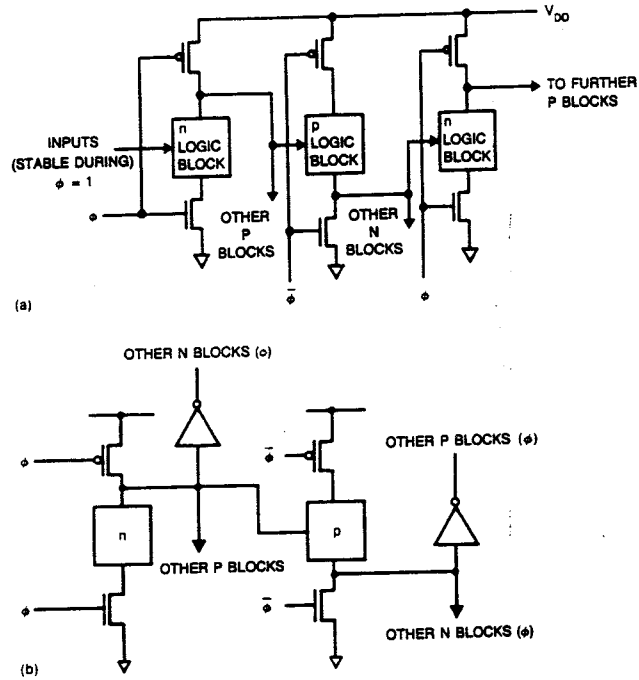 V_DD
TO FURTHER
P BLOCKS
n
LOGIC
BLOCK
p
LOGIC
BLOCK
n
LOGIC
BLOCK
INPUTS
(STABLE DURING)
ϕ = 1
ϕ
OTHER
P
BLOCKS
OTHER
N
BLOCKS
ϕ̅
ϕ
(a)
OTHER N BLOCKS (o)
OTHER P BLOCKS (ϕ)
ϕ
ϕ̅
n
p
OTHER P BLOCKS
ϕ
ϕ̅
OTHER N BLOCKS (ϕ)
(b)